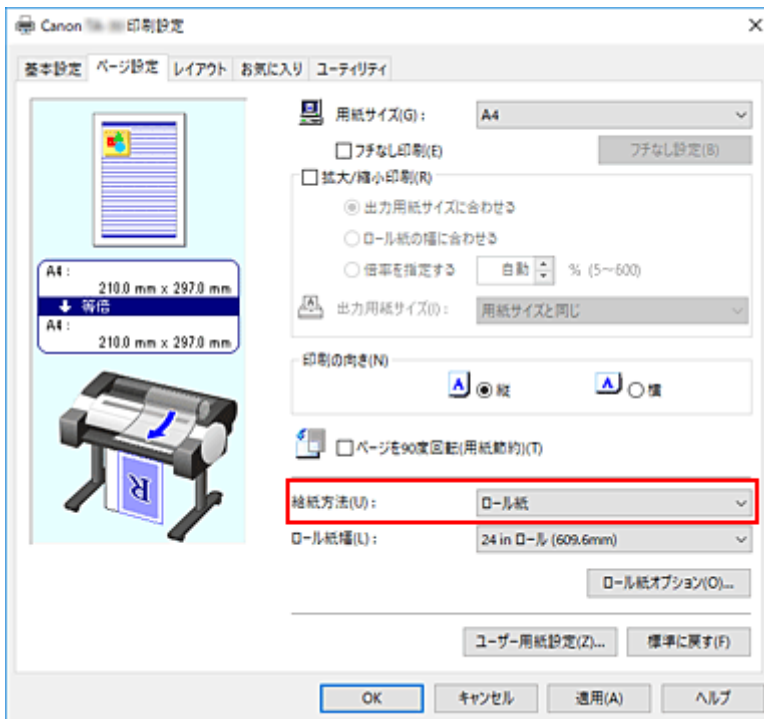 Canon 印刷設定
基本設定 ページ設定 レイアウト お気に入り ユーティリティ
用紙サイズ(G): A4
フチなし印刷(E) フチなし設定(B)
拡大/縮小印刷(R)
出力用紙サイズに合わせる
ロール紙の幅に合わせる
倍率を指定する 自動 % (5~600)
出力用紙サイズ(I): 用紙サイズと同じ
A4:
210.0 mm x 297.0 mm
等倍
A4:
210.0 mm x 297.0 mm
印刷の向き(N)
A 縦 A 横
ページを90度回転(用紙節約)(T)
R
給紙方法(U): ロール紙
ロール紙幅(L): 24 in ロール (609.6mm)
ロール紙オプション(O)...
ユーザー用紙設定(Z)... 標準に戻す(F)
OK キャンセル 適用(A) ヘルプ